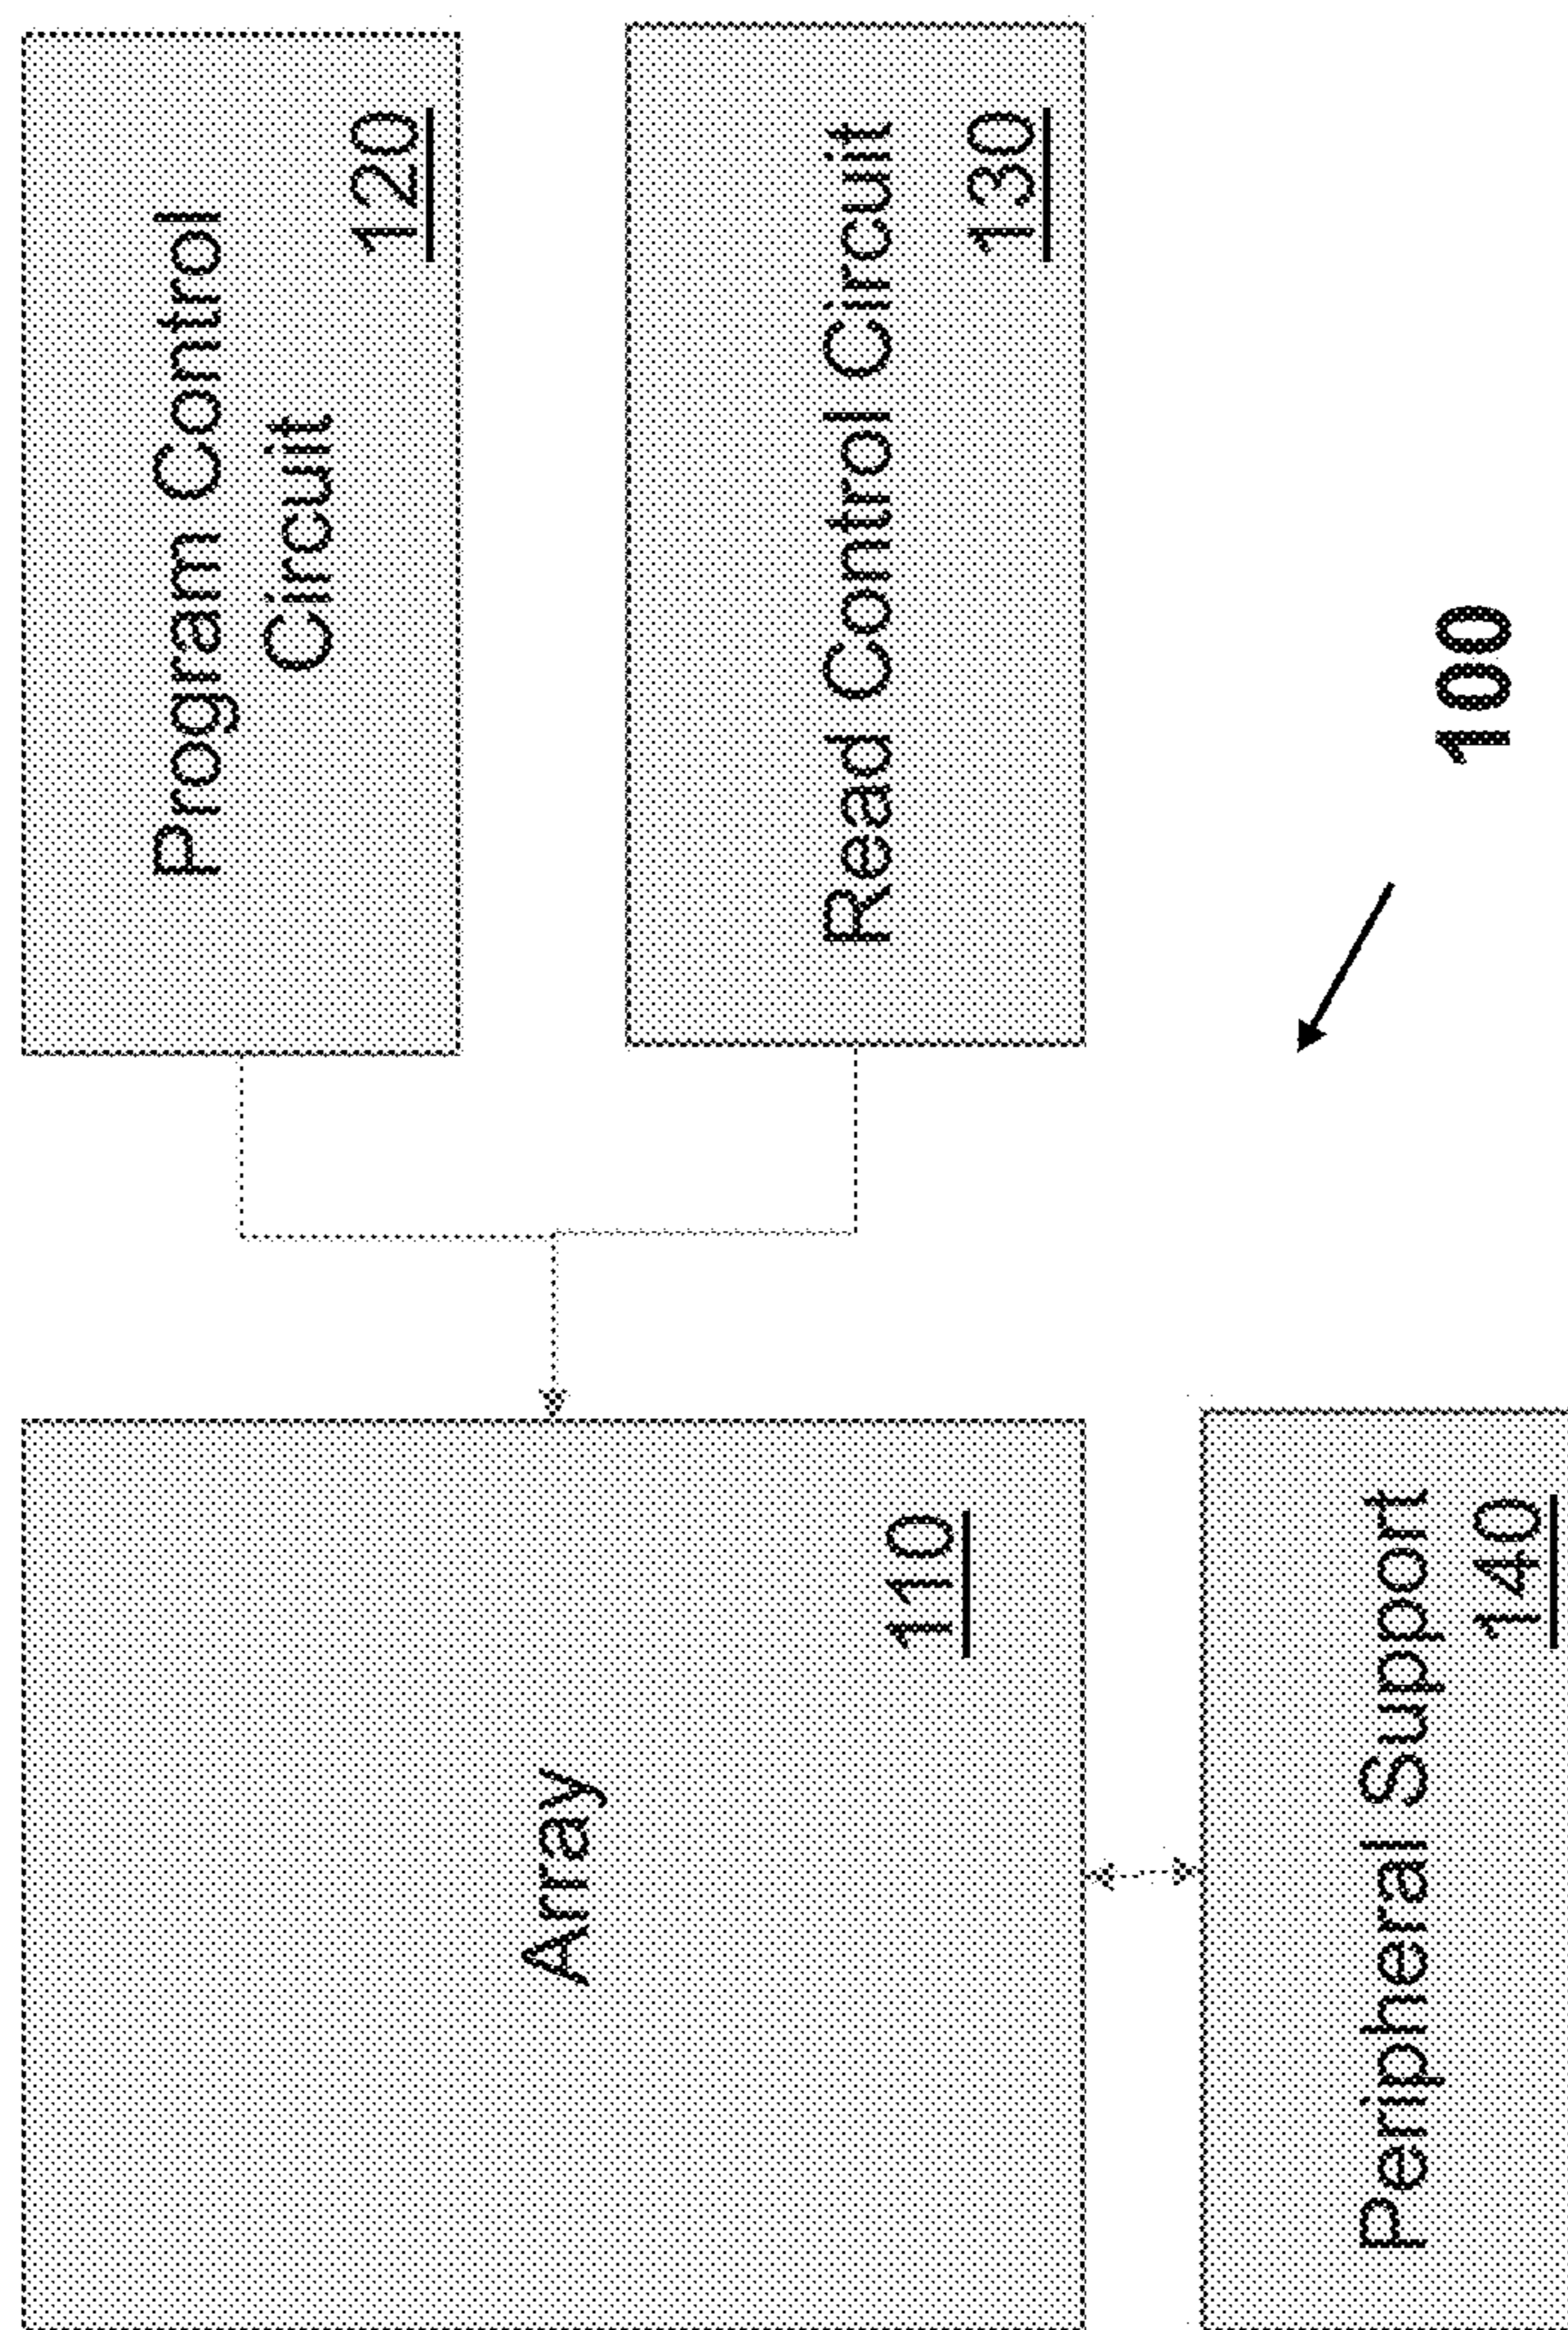 Array
110
Program Control
Circuit
120
Read Control Circuit
130
Peripheral Support
140
100